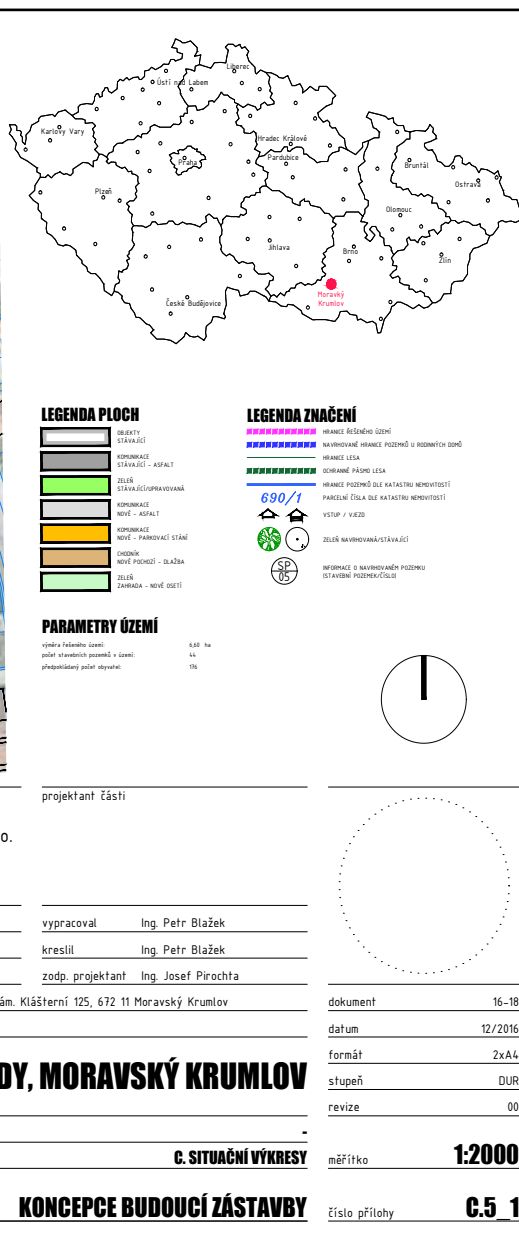 Liberec
Ústí nad Labem
Karlovy Vary
Hradec Králové
Praha
Pardubice
Bruntál
Plzeň
Ostrava
Olomouc
Jihlava
Brno
Zlín
Moravký
Krumlov
České Budějovice
LEGENDA PLOCH
OBJEKTY
STÁVAJÍCÍ
KOMUNIKACE
STÁVAJÍCÍ - ASFALT
ZELEŇ
STÁVAJÍCÍ/UPRAVOVANÁ
KOMUNIKACE
NOVĚ - ASFALT
KOMUNIKACE
NOVĚ - PARKOVACÍ STÁNÍ
CHODNÍK
NOVĚ POCHOZÍ - DLAŽBA
ZELEŇ
ZAHRADA - NOVÉ OSETÍ
LEGENDA ZNAČENÍ
HRANICE ŘEŠENÉHO ÚZEMÍ
NAVRHOVANÉ HRANICE POZEMKŮ U RODINNÝCH DOMŮ
HRANICE LESA
OCHRANNÉ PÁSMO LESA
HRANICE POZEMKŮ DLE KATASTRU NEMOVITOSTÍ
690/1 PARCELNÍ ČÍSLA DLE KATASTRU NEMOVITOSTÍ
VSTUP / VJEZD
ZELEŇ NAVRHOVANÁ/STÁVAJÍCÍ
SP
05
INFORMACE O NAVRHOVANÉM POZEMKU
(STAVEBNÍ POZEMEK/ČÍSLO)
PARAMETRY ÚZEMÍ
výměra řešeného území: 6,60 ha
počet stavebních pozemků v území: 44
předpokládaný počet obyvatel: 176
projektant části
o.
vypracoval Ing. Petr Blažek
kreslil Ing. Petr Blažek
zodp. projektant Ing. Josef Pirochta
ám. Klášterní 125, 672 11 Moravský Krumlov
DY, MORAVSKÝ KRUMLOV
-
C. SITUAČNÍ VÝKRESY
KONCEPCE BUDOUCÍ ZÁSTAVBY
dokument 16-18
datum 12/2016
formát 2xA4
stupeň DUR
revize 00
měřítko 1:2000
číslo přílohy C.5_1